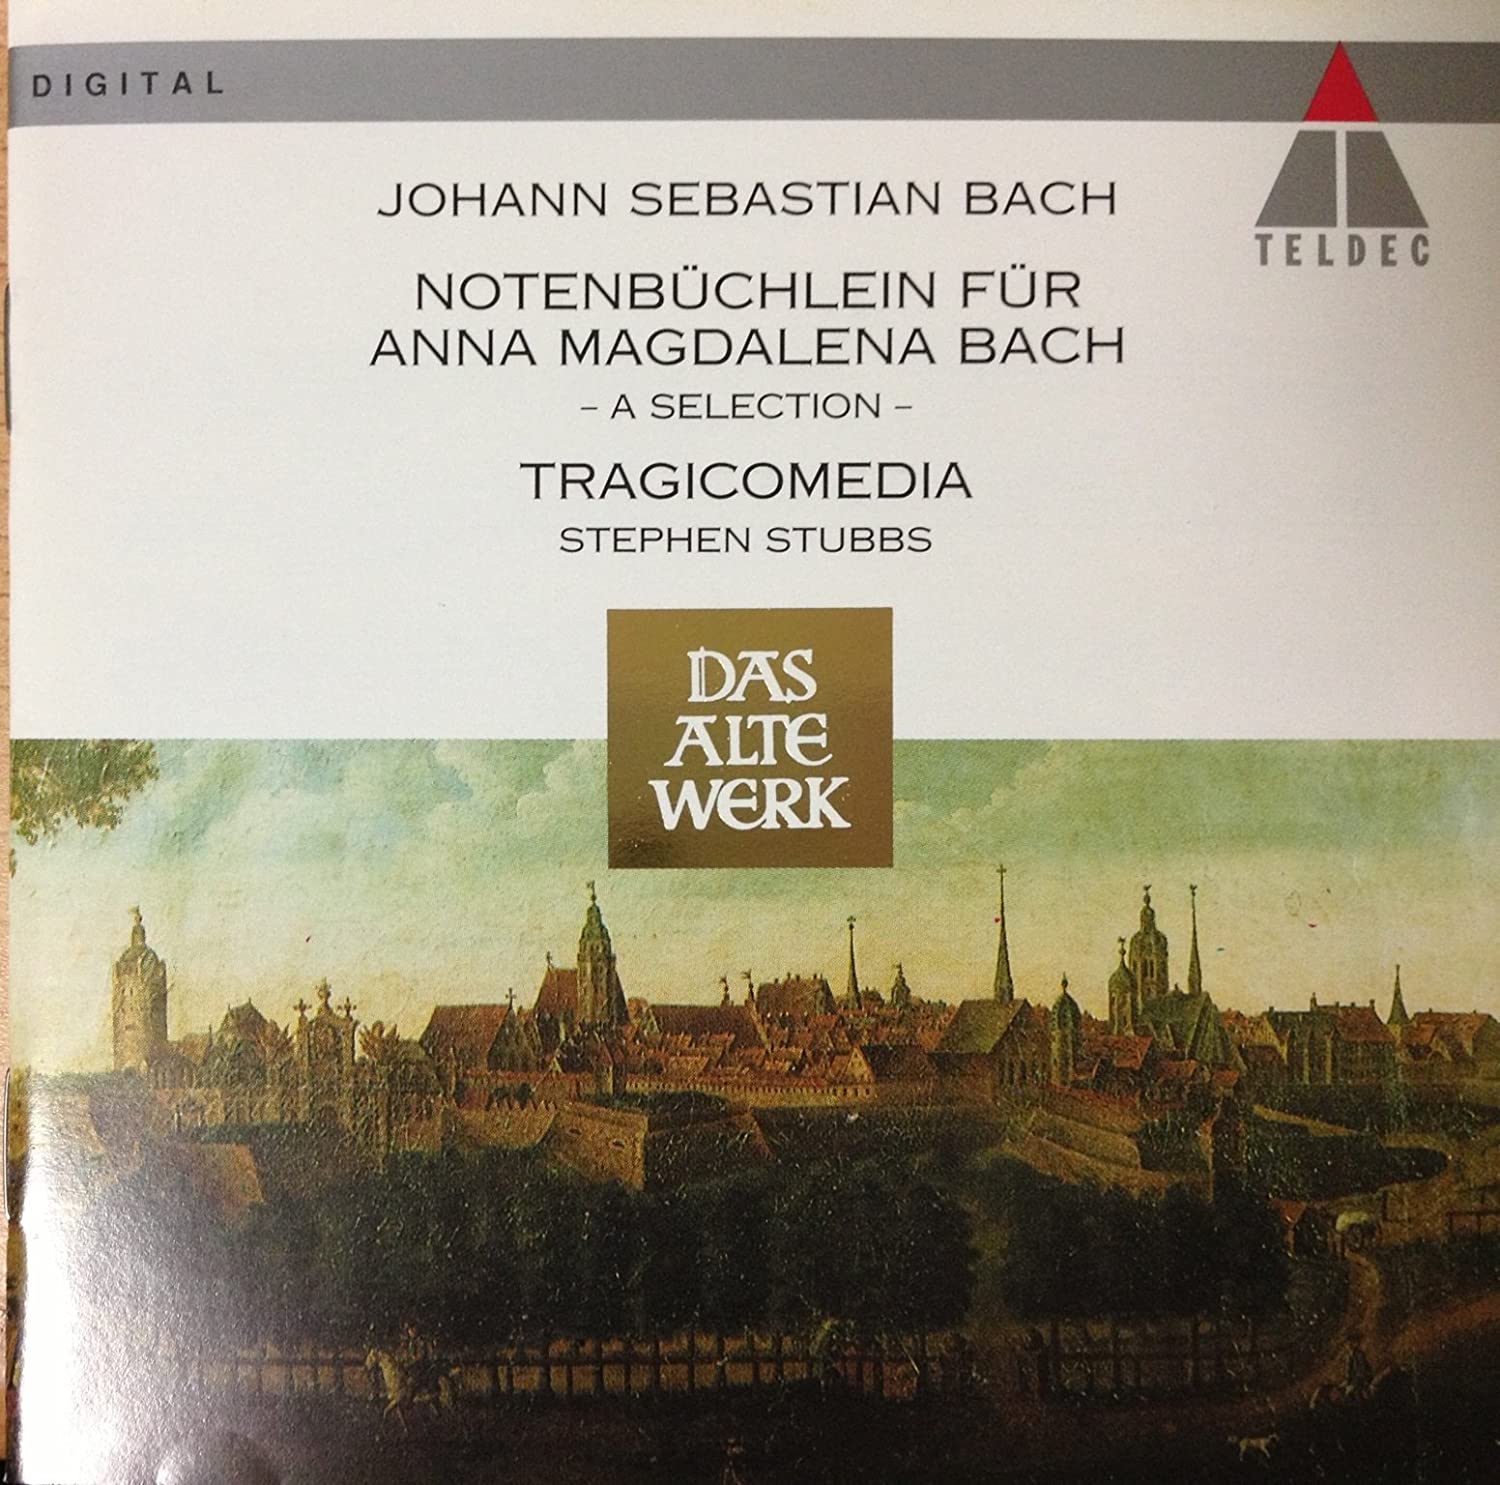 DIGITAL
TELDEC
JOHANN SEBASTIAN BACH
NOTENBÜCHLEIN FÜR
ANNA MAGDALENA BACH
– A SELECTION –
TRAGICOMEDIA
STEPHEN STUBBS
DAS
ALTE
WERK